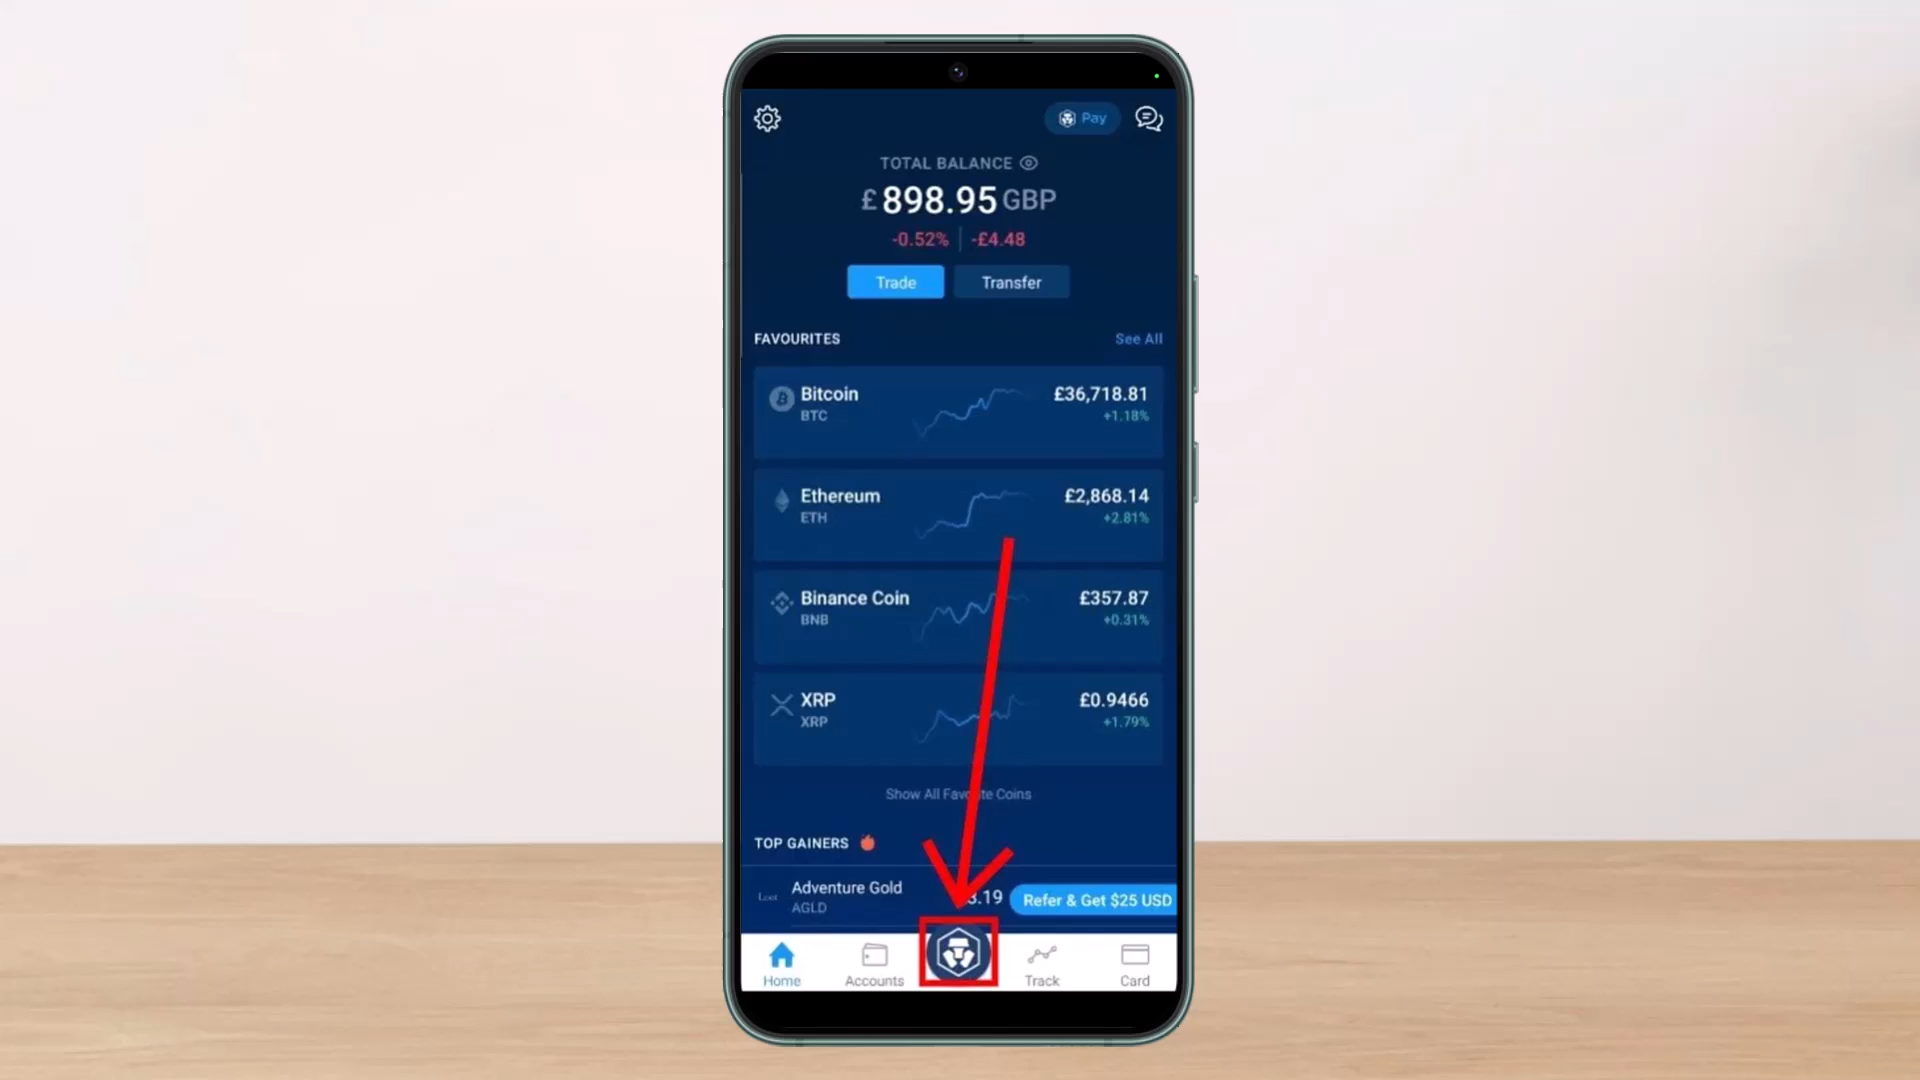 Pay
TOTAL BALANCE
£ 898.95 GBP
-0.52% -£4.48
Trade Transfer
FAVOURITES See All
Bitcoin £36,718.81
BTC +1.18%
Ethereum £2,868.14
ETH +2.81%
Binance Coin £357.87
BNB +0.31%
XRP £0.9466
XRP +1.79%
Show All Coins
TOP GAINERS
Adventure Gold
AGLD
Refer & Get $25 USD
Home Accounts Track Card